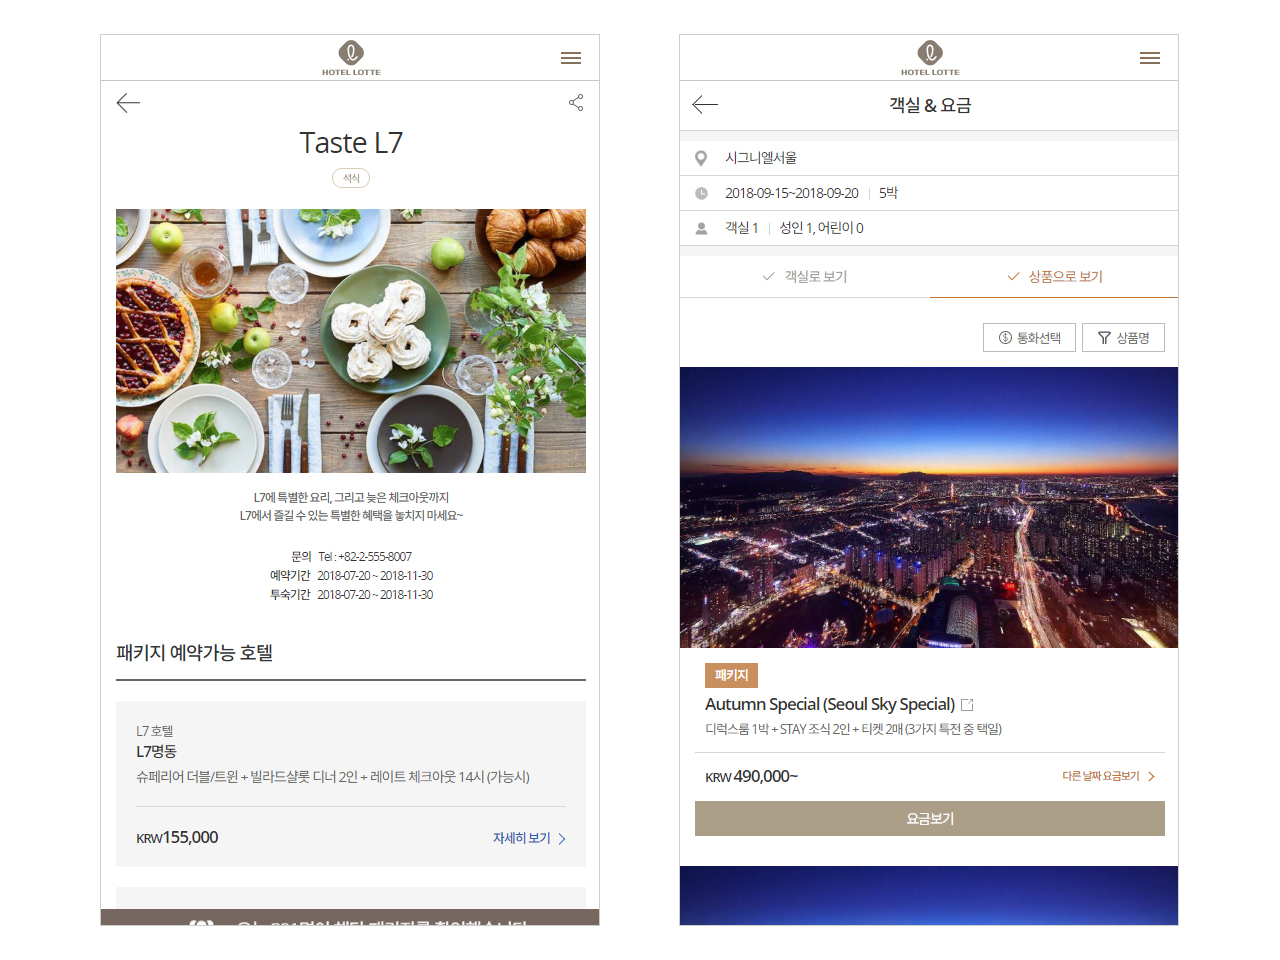 HOTEL LOTTE
Taste L7
석식
L7에 특별한 요리, 그리고 늦은 체크아웃까지
L7에서 즐길 수 있는 특별한 혜택을 놓치지 마세요~
문의 Tel : +82-2-555-8007
예약기간 2018-07-20 ~ 2018-11-30
투숙기간 2018-07-20 ~ 2018-11-30
패키지 예약가능 호텔
L7 호텔
L7명동
슈페리어 더블/트윈 + 빌라드샬롯 디너 2인 + 레이트 체크아웃 14시 (가능시)
KRW155,000
자세히 보기
HOTEL LOTTE
객실 & 요금
시그니엘서울
2018-09-15~2018-09-20 | 5박
객실 1 | 성인 1, 어린이 0
객실로 보기
상품으로 보기
통화선택
상품명
패키지
Autumn Special (Seoul Sky Special)
디럭스룸 1박 + STAY 조식 2인 + 티켓 2매 (3가지 특전 중 택일)
KRW 490,000~
다른 날짜 요금보기
요금보기